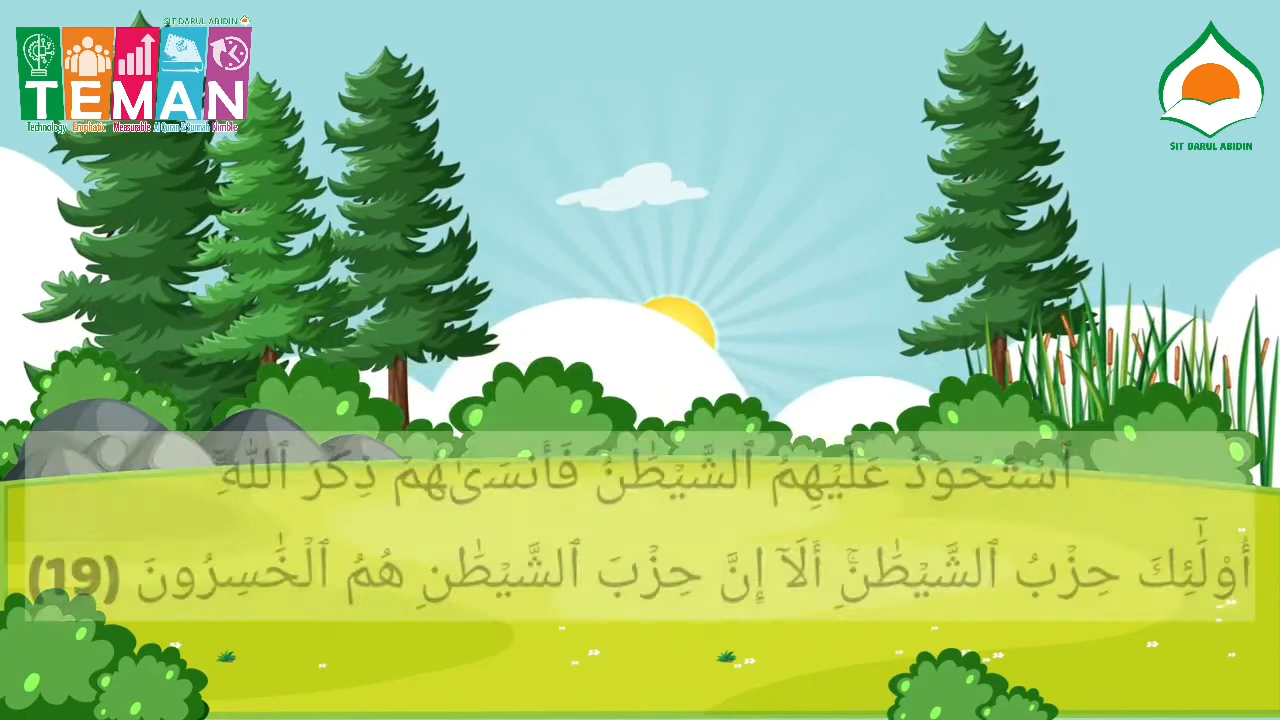 SIT DARUL ABIDIN
TEMAN
Technology Emphatic Measurable Al Quran & Sunnah Nimble
SIT DARUL ABIDIN
ٱسْتَحْوَذَ عَلَيْهِمُ ٱلشَّيْطَٰنُ فَأَنسَىٰهُمْ ذِكْرَ ٱللَّهِۚ
أُو۟لَٰٓئِكَ حِزْبُ ٱلشَّيْطَٰنِۚ أَلَآ إِنَّ حِزْبَ ٱلشَّيْطَٰنِ هُمُ ٱلْخَٰسِرُونَ (19)